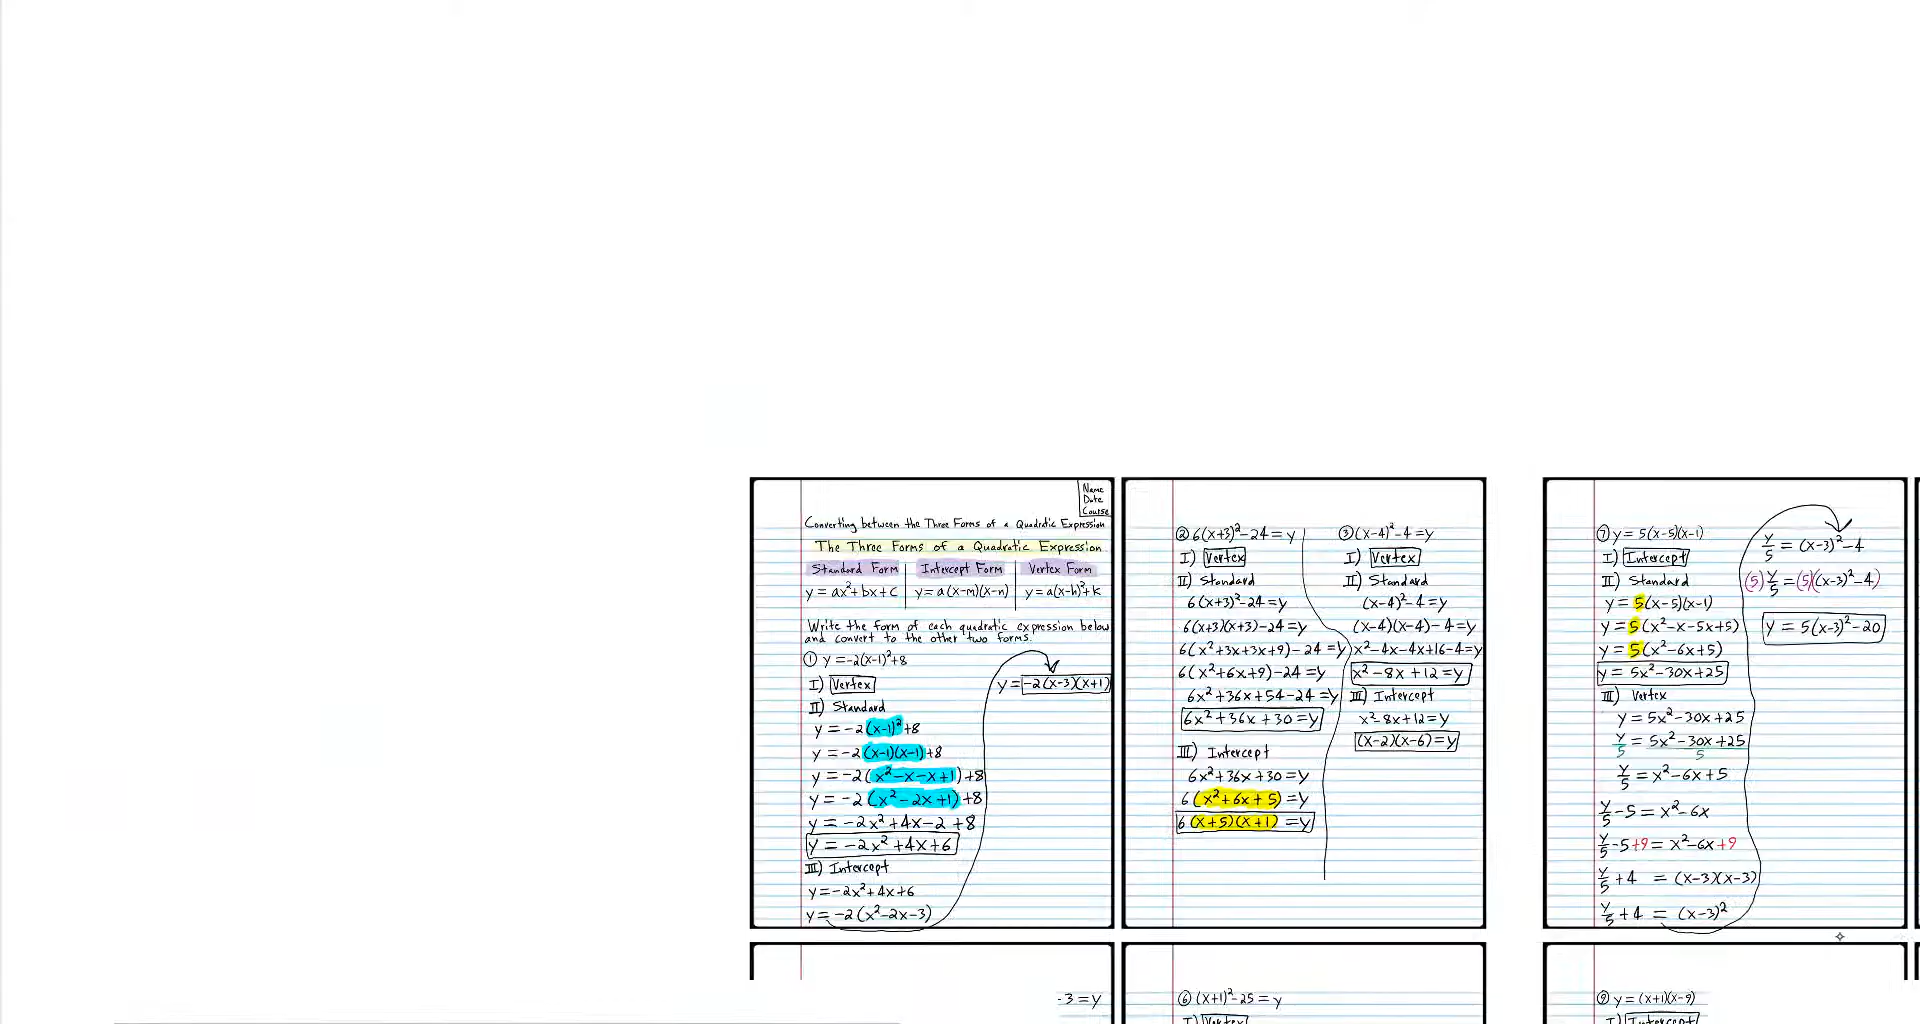 Name
Date
Course
Converting between the Three Forms of a Quadratic Expression
The Three Forms of a Quadratic Expression
Standard Form Intercept Form Vertex Form
y = ax²+bx+c y=a(x-m)(x-n) y=a(x-h)²+k
Write the form of each quadratic expression below
and convert to the other two forms.
① y=-2(x-1)²+8
I) Vertex
II) Standard
y = -2(x-1)²+8
y = -2(x-1)(x-1)+8
y = -2(x²-x-x+1)+8
y = -2(x²-2x+1)+8
y = -2x²+4x-2+8
y = -2x²+4x+6
III) Intercept
y=-2x²+4x+6
y=-2(x²-2x-3)
y=-2(x-3)(x+1)
② 6(x+3)²-24=y
I) Vertex
II) Standard
6(x+3)²-24=y
6(x+3)(x+3)-24=y
6(x²+3x+3x+9)-24=y
6(x²+6x+9)-24=y
6x²+36x+54-24=y
6x²+36x+30=y
III) Intercept
6x²+36x+30=y
6(x²+6x+5)=y
6(x+5)(x+1)=y
③ (x-4)²-4=y
I) Vertex
II) Standard
(x-4)²-4=y
(x-4)(x-4)-4=y
x²-4x-4x+16-4=y
x²-8x+12=y
III) Intercept
x²-8x+12=y
(x-2)(x-6)=y
⑦ y=5(x-5)(x-1)
I) Intercept
II) Standard
y=5(x-5)(x-1)
y=5(x²-x-5x+5)
y=5(x²-6x+5)
y=5x²-30x+25
III) Vertex
y=5x²-30x+25
y/5=5x²-30x+25/5
y/5=x²-6x+5
y/5-5=x²-6x
y/5-5+9=x²-6x+9
y/5+4=(x-3)(x-3)
y/5+4=(x-3)²
y/5=(x-3)²-4
(5)y/5=(5)((x-3)²-4)
y=5(x-3)²-20
-3=y
⑥ (x+1)²-25=y
I) Vertex
⑨ y=(x+1)(x-9)
I) Intercept